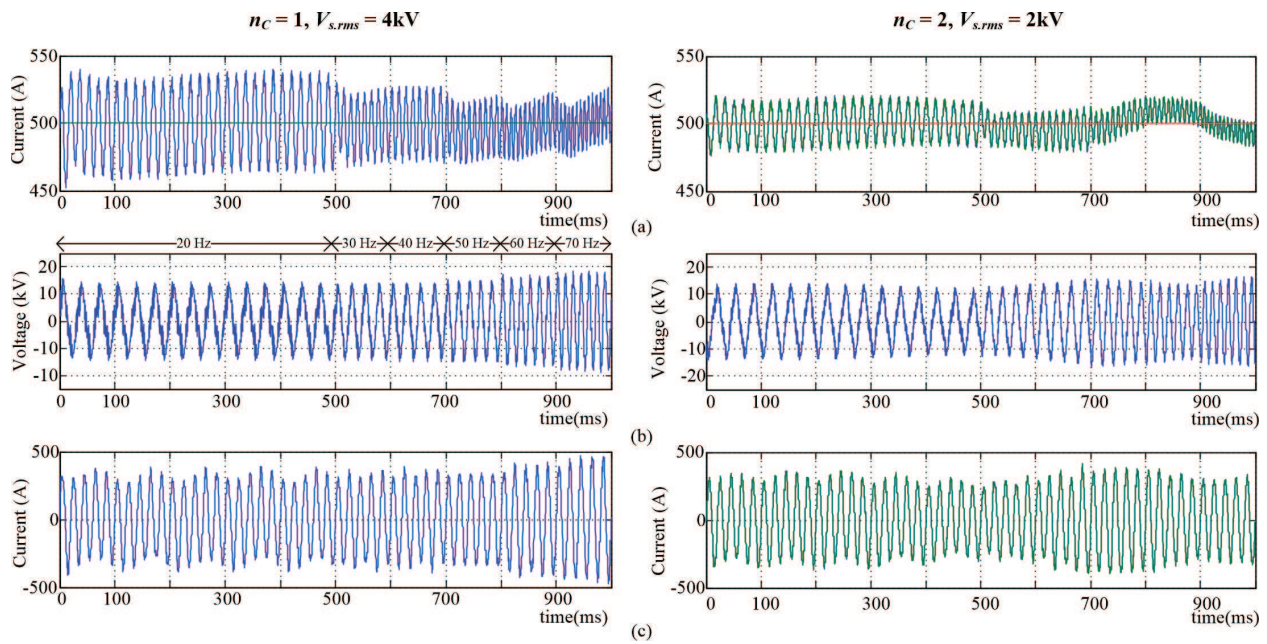 n_C = 1, V_s.rms = 4kV
n_C = 2, V_s.rms = 2kV
550
500
450
Current (A)
0 100 300 500 700 900
time(ms)
550
500
450
Current (A)
0 100 300 500 700 900
time(ms)
(a)
20 Hz 30 Hz 40 Hz 50 Hz 60 Hz 70 Hz
20
10
0
-10
-10
Voltage (kV)
0 100 300 500 700 900
time(ms)
20
10
0
-10
-20
Voltage (kV)
0 100 300 500 700 900
time(ms)
(b)
500
0
-500
Current (A)
0 100 300 500 700 900
time(ms)
500
0
-500
Current (A)
0 100 300 500 700 900
time(ms)
(c)